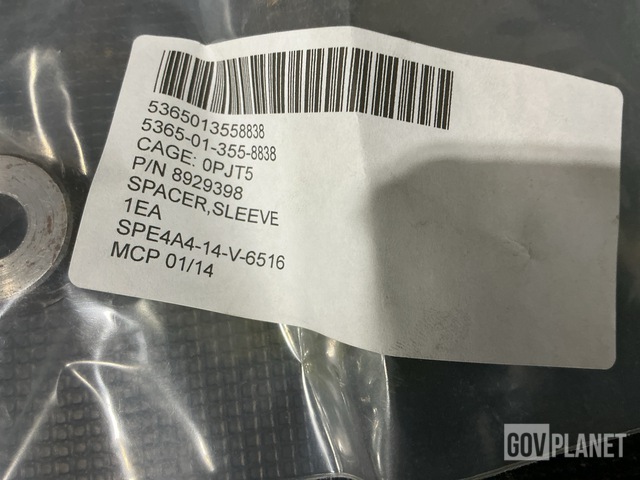 5365013558838
5365-01-355-8838
CAGE: 0PJT5
P/N 8929398
SPACER,SLEEVE
1EA
SPE4A4-14-V-6516
MCP 01/14
GOVPLANET